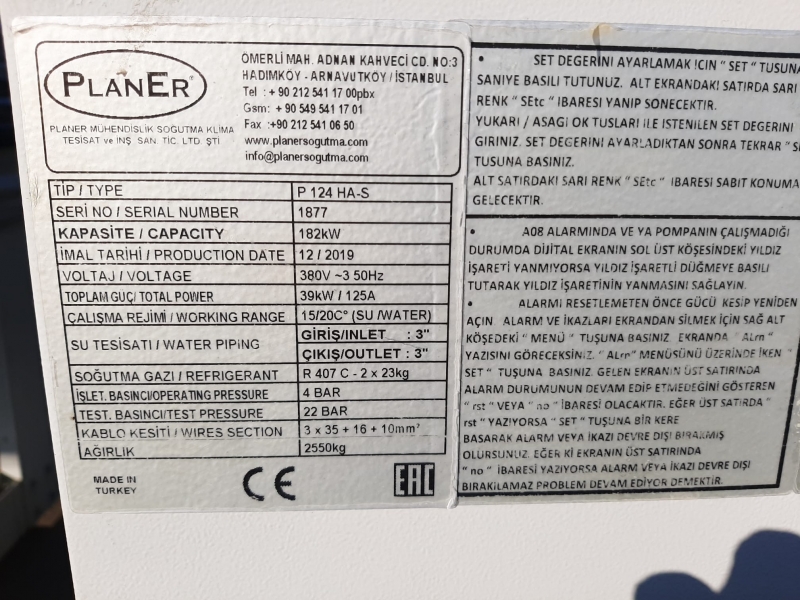 PLANER
PLANER MÜHENDİSLİK SOĞUTMA KLİMA
TESİSAT ve İNŞ. SAN. TİC. LTD. ŞTİ
ÖMERLİ MAH. ADNAN KAHVECİ CD. NO:3
HADIMKÖY - ARNAVUTKÖY / İSTANBUL
Tel : + 90 212 541 17 00pbx
Gsm: + 90 549 541 17 01
Fax :+90 212 541 06 50
www.planersogutma.com
info@planersogutma.com
TİP / TYPE P 124 HA-S
SERİ NO / SERIAL NUMBER 1877
KAPASİTE / CAPACITY 182kW
İMAL TARİHİ / PRODUCTION DATE 12 / 2019
VOLTAJ / VOLTAGE 380V ~3 50Hz
TOPLAM GUÇ/ TOTAL POWER 39kW / 125A
ÇALIŞMA REJİMİ / WORKING RANGE 15/20C° (SU /WATER)
SU TESİSATI / WATER PIPING GİRİŞ/INLET : 3"
ÇIKIŞ/OUTLET : 3"
SOĞUTMA GAZI / REFRIGERANT R 407 C - 2 x 23kg
İŞLET. BASINCI/OPERATING PRESSURE 4 BAR
TEST. BASINCI/TEST PRESSURE 22 BAR
KABLO KESİTİ / WIRES SECTION 3 x 35 + 16 + 10mm²
AĞIRLIK 2550kg
MADE IN
TURKEY
CE
EAC
• SET DEGERİNİ AYARLAMAK İÇİN " SET " TUSUNA
SANIYE BASILI TUTUNUZ. ALT EKRANDAKI SATIRDA SARI
RENK " SEtc " IBARESİ YANIP SONECEKTIR.
YUKARI / ASAGI OK TUSLARI ILE ISTENILEN SET DEGERINI
GIRINIZ. SET DEGERINI AYARLADIKTAN SONRA TEKRAR "
TUSUNA BASINIZ.
ALT SATIRDAKI SARI RENK " SEtc " IBARESI SABIT KONUMA
GELECEKTIR.
• A08 ALARMINDA VE YA POMPANIN ÇALIŞMADIĞI
DURUMDA DİJİTAL EKRANIN SOL ÜST KÖŞESİNDEKİ YILDIZ
İŞARETİ YANMIYORSA YILDIZ İŞARETLİ DÜĞMEYE BASILI
TUTARAK YILDIZ İŞARETİNİN YANMASINI SAĞLAYIN.
• ALARMI RESETLEMETEN ÖNCE GÜCÜ KESİP YENİDEN
AÇIN ALARM VE İKAZLARI EKRANDAN SİLMEK İÇİN SAĞ ALT
KÖŞEDEKİ " MENÜ " TUŞUNA BASINIZ. EKRANDA " ALrn "
YAZISINI GÖRECEKSİNİZ. "ALrn" MENÜSÜNÜ ÜZERİNDE İKEN
" SET " TUŞUNA BASINIZ. GELEN EKRANIN ÜST SATIRINDA
ALARM DURUMUNUN DEVAM EDİP ETMEDEĞİNİ GÖSTEREN
" rst " VEYA " no " İBARESİ OLACAKTIR. EĞER ÜST SATIRDA "
rst " YAZIYORSA " SET " TUŞUNA BİR KERE
BASARAK ALARM VEYA İKAZI DEVRE DIŞI BIRAKMIŞ
OLURSUNUZ. EĞER Kİ EKRANIN ÜST SATIRINDA
" no " İBARESİ YAZIYORSA ALARM VEYA İKAZI DEVRE DIŞI
BIRAKILAMAZ PROBLEM DEVAM EDİYOR DEMEKTİR.